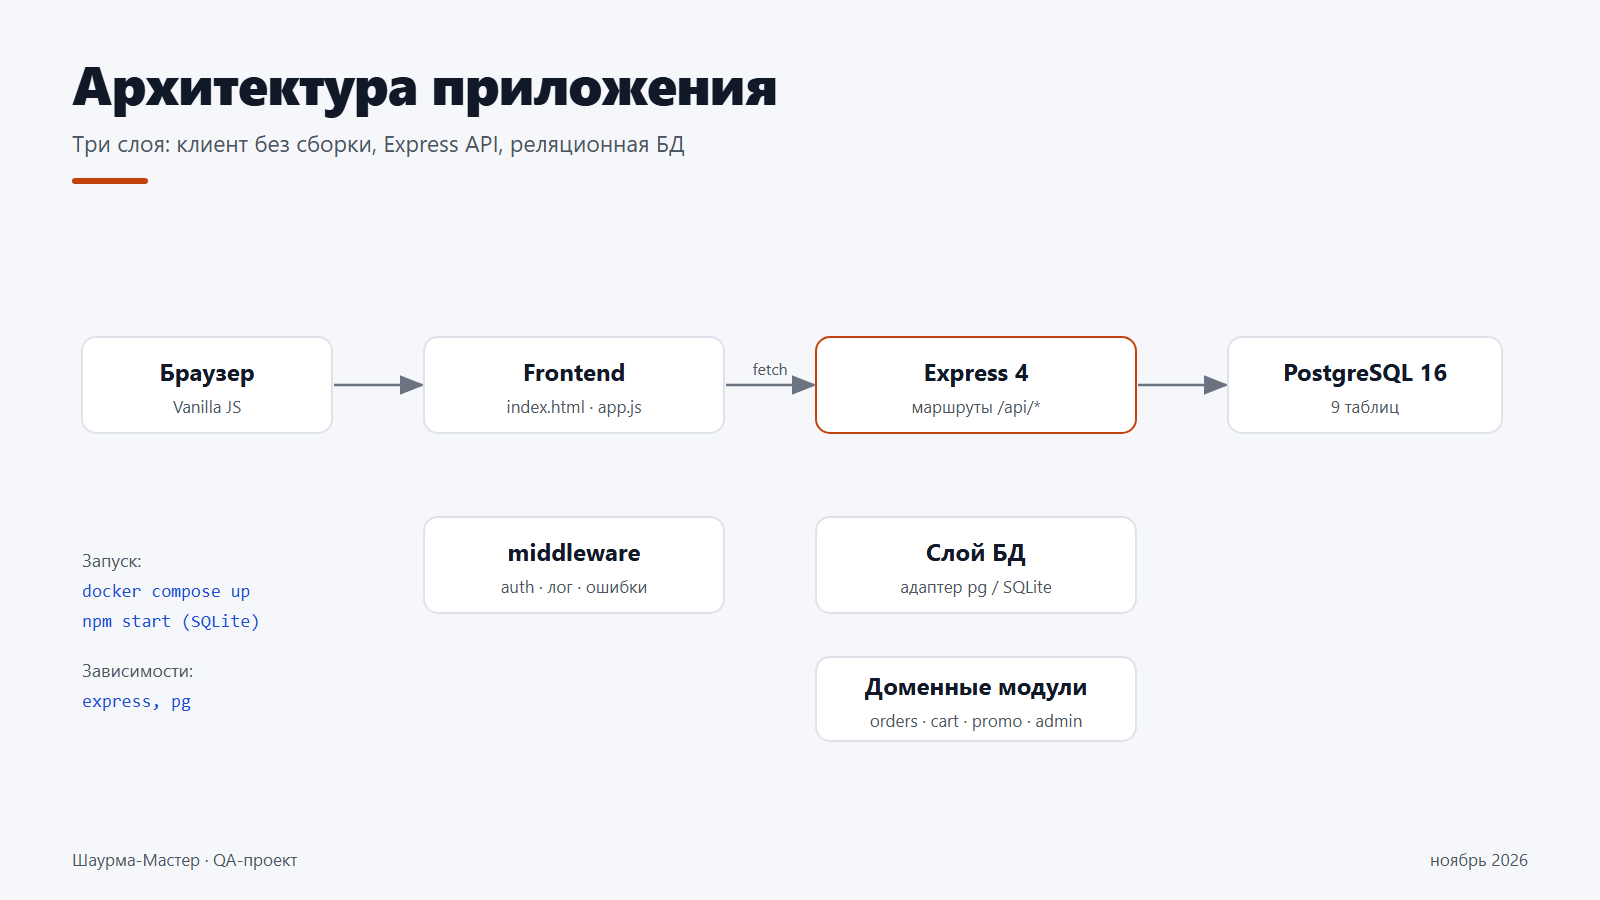 Архитектура приложения
Три слоя: клиент без сборки, Express API, реляционная БД
Браузер
Vanilla JS
Frontend
index.html · app.js
fetch
Express 4
маршруты /api/*
PostgreSQL 16
9 таблиц
middleware
auth · лог · ошибки
Слой БД
адаптер pg / SQLite
Доменные модули
orders · cart · promo · admin
Запуск:
docker compose up
npm start (SQLite)
Зависимости:
express, pg
Шаурма-Мастер · QA-проект
ноябрь 2026